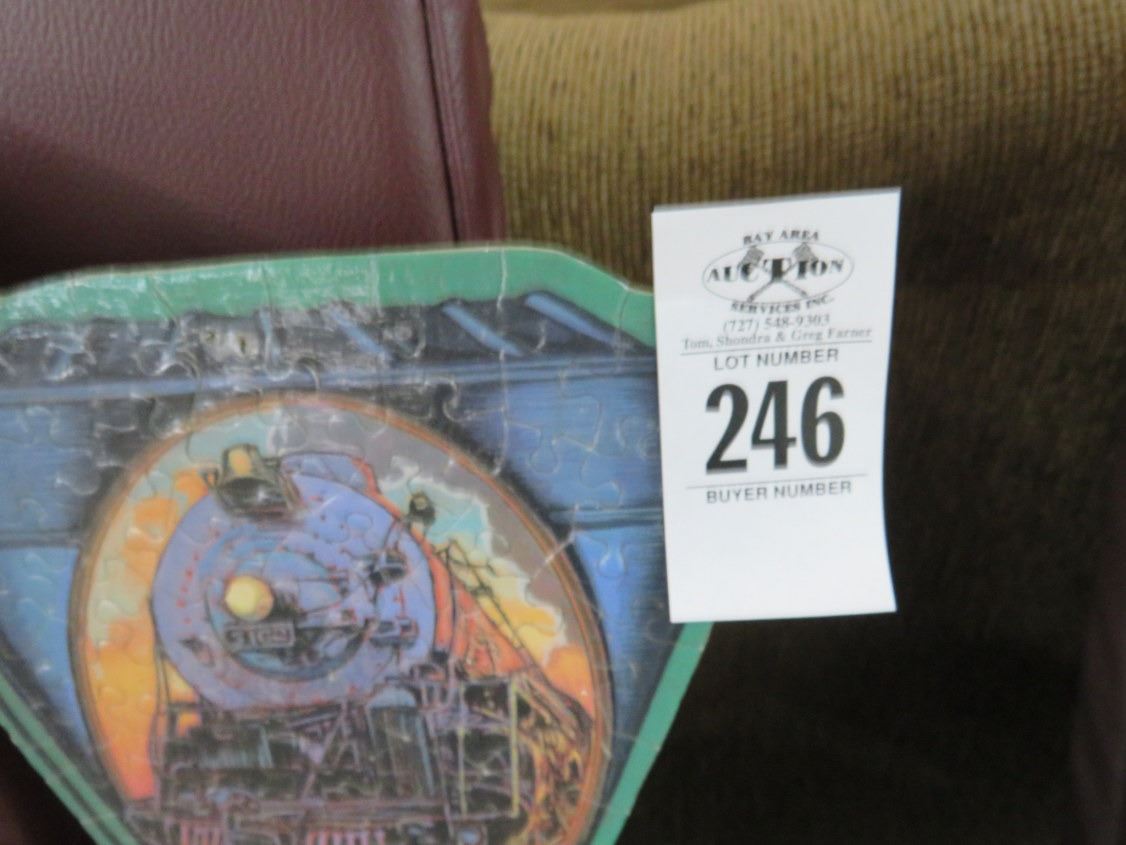 BAY AREA
AUCTION
SERVICES INC.
(727) 548-9303
Tom, Shondra & Greg Farner
LOT NUMBER
246
BUYER NUMBER